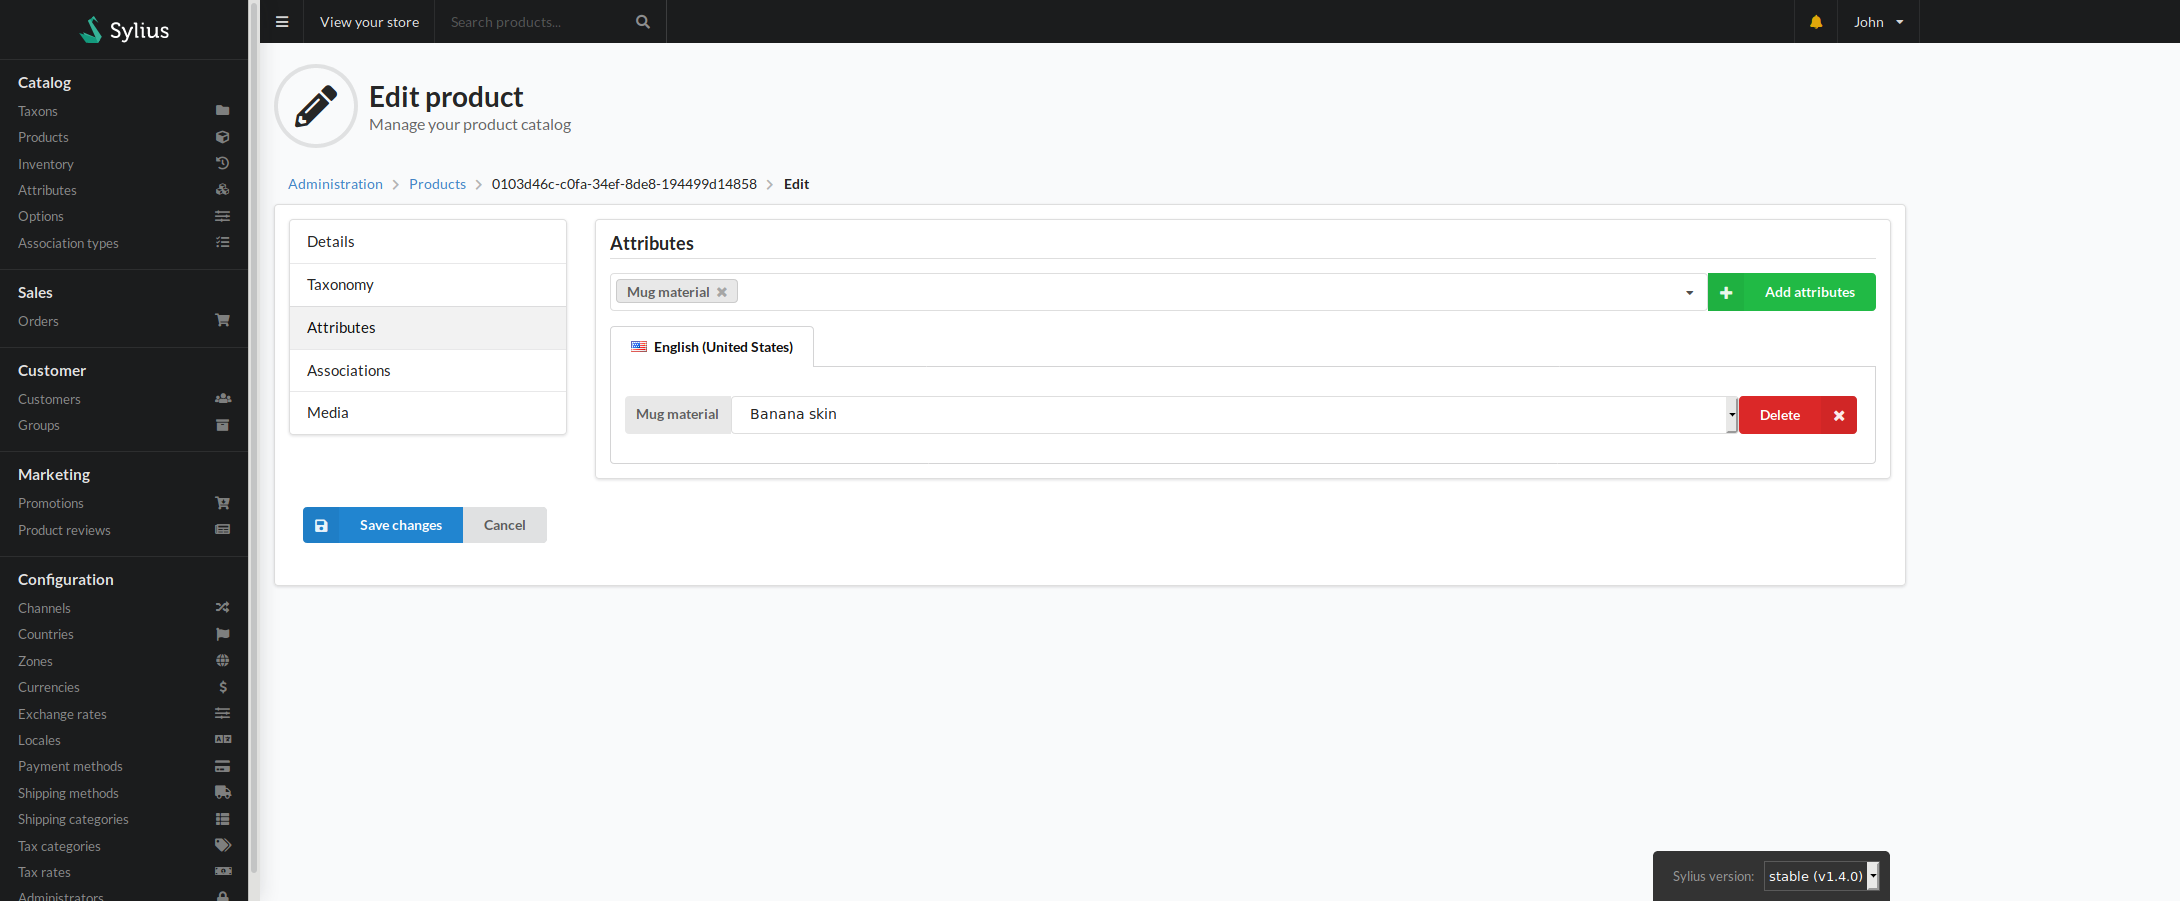 Sylius
View your store
Search products...
John
Catalog
Taxons
Products
Inventory
Attributes
Options
Association types
Sales
Orders
Customer
Customers
Groups
Marketing
Promotions
Product reviews
Configuration
Channels
Countries
Zones
Currencies
Exchange rates
Locales
Payment methods
Shipping methods
Shipping categories
Tax categories
Tax rates
Administrators
Edit product
Manage your product catalog
Administration > Products > 0103d46c-c0fa-34ef-8de8-194499d14858 > Edit
Details
Taxonomy
Attributes
Associations
Media
Attributes
Mug material
Add attributes
English (United States)
Mug material Banana skin Delete
Save changes Cancel
Sylius version: stable (v1.4.0)